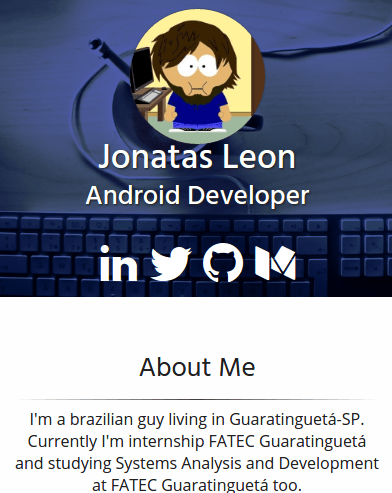 Jonatas Leon
Android Developer
in
About Me
I'm a brazilian guy living in Guaratinguetá-SP.
Currently I'm internship FATEC Guaratinguetá
and studying Systems Analysis and Development
at FATEC Guaratinguetá too.